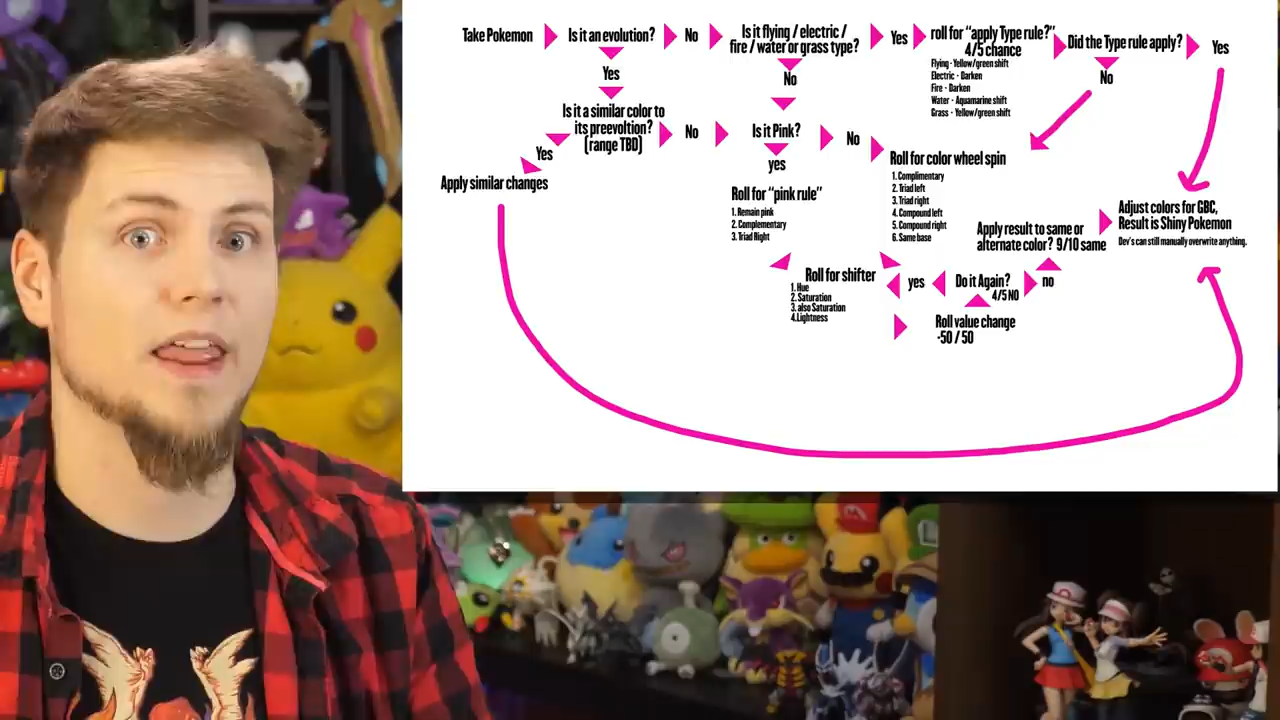 Take Pokemon
Is it an evolution?
No
Is it flying / electric /
fire / water or grass type?
Yes
roll for "apply Type rule?"
4/5 chance
Flying - Yellow/green shift
Electric - Darken
Fire - Darken
Water - Aquamarine shift
Grass - Yellow/green shift
Did the Type rule apply?
Yes
No
Yes
No
Is it a similar color to
its preevoltion?
(range TBD)
No
Is it Pink?
No
Yes
yes
Apply similar changes
Roll for "pink rule"
1. Remain pink
2. Complementary
3. Triad Right
Roll for color wheel spin
1. Complimentary
2. Triad left
3. Triad right
4. Compound left
5. Compound right
6. Same base
Apply result to same or
alternate color? 9/10 same
Adjust colors for GBC,
Result is Shiny Pokemon
Dev's can still manually overwrite anything.
Roll for shifter
1. Hue
2. Saturation
3. also Saturation
4.Lightness
yes
Do it Again?
4/5 NO
no
Roll value change
-50 / 50
M